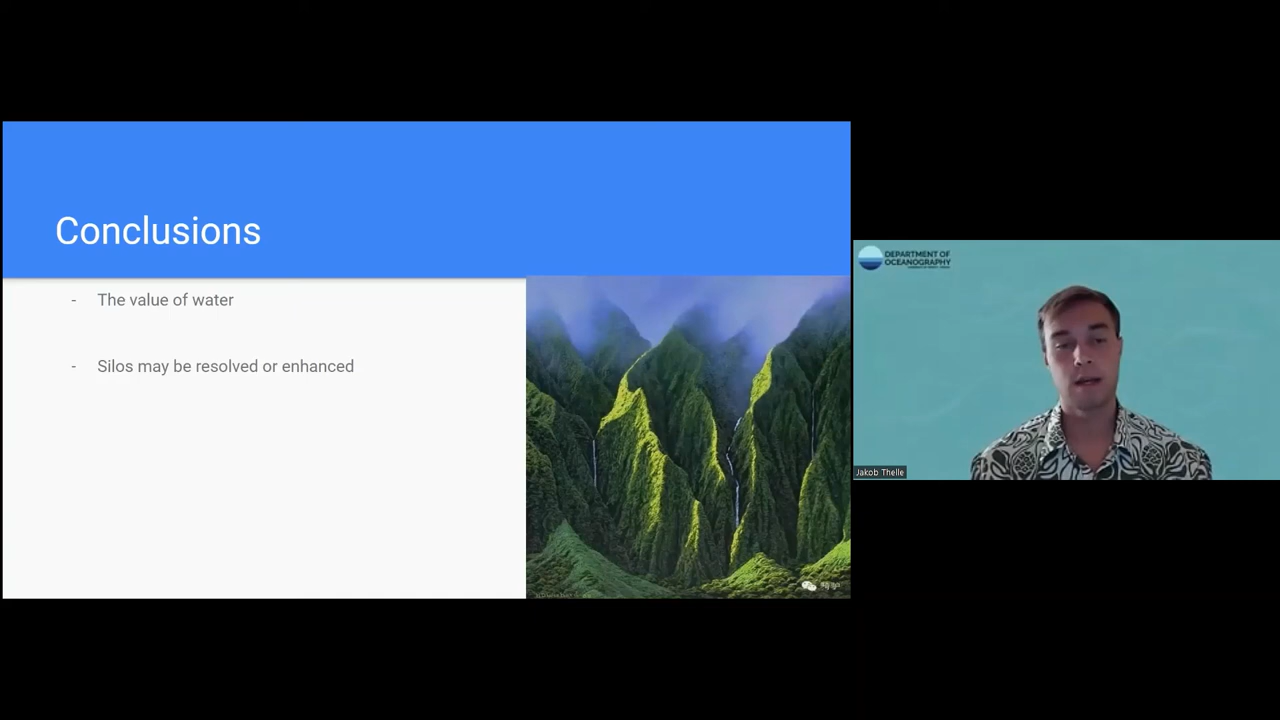 Conclusions
- The value of water
- Silos may be resolved or enhanced
DEPARTMENT OF
OCEANOGRAPHY
Jakob Thelle